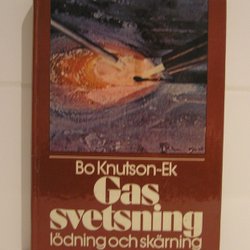 Bo Knutson-Ek
Gas
svetsning
lödning och skärning